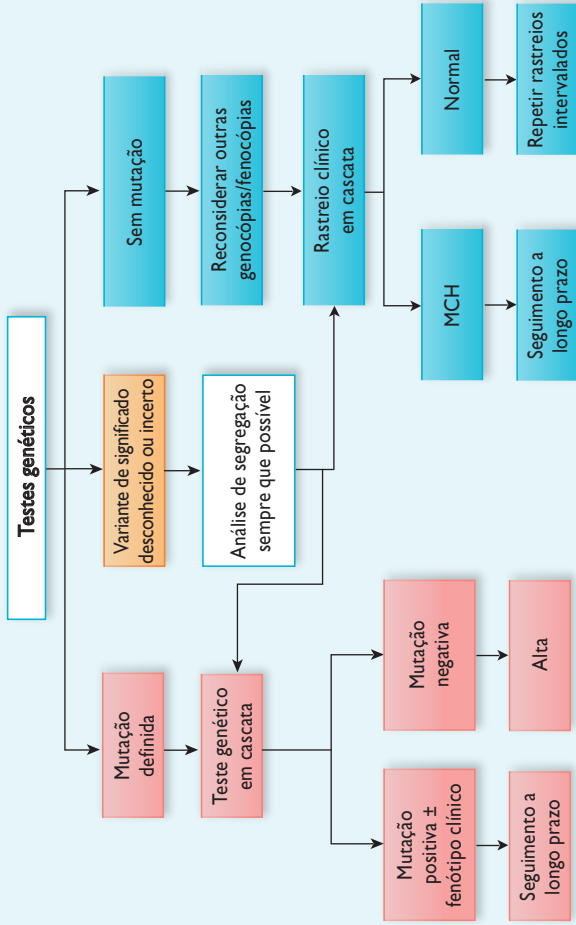 Testes genéticos
Mutação
definida
Variante de significado
desconhecido ou incerto
Sem mutação
Teste genético
em cascata
Análise de segregação
sempre que possível
Reconsiderar outras
genocópias/fenocópias
Rastreio clínico
em cascata
Mutação
positiva ±
fenótipo clínico
Mutação
negativa
MCH
Normal
Seguimento a
longo prazo
Alta
Seguimento a
longo prazo
Repetir rastreios
intervalados